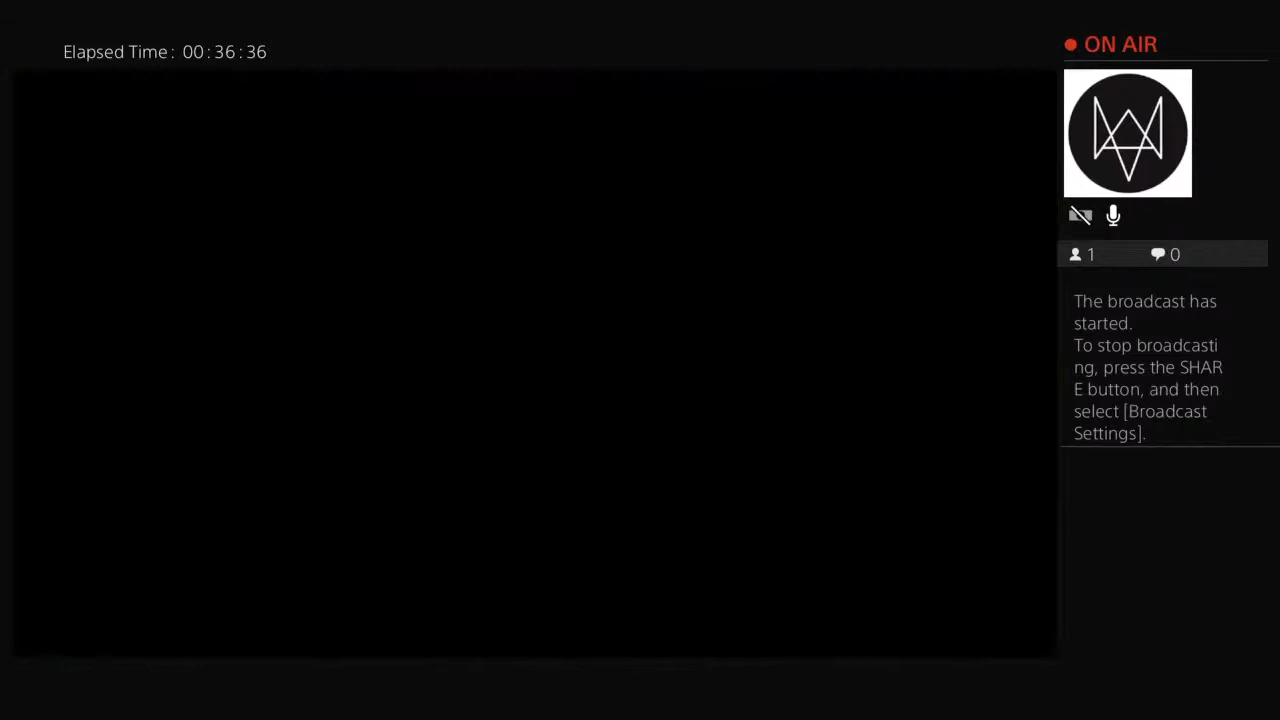 Elapsed Time: 00:36:36
ON AIR
1
0
The broadcast has
started.
To stop broadcasti
ng, press the SHAR
E button, and then
select [Broadcast
Settings].